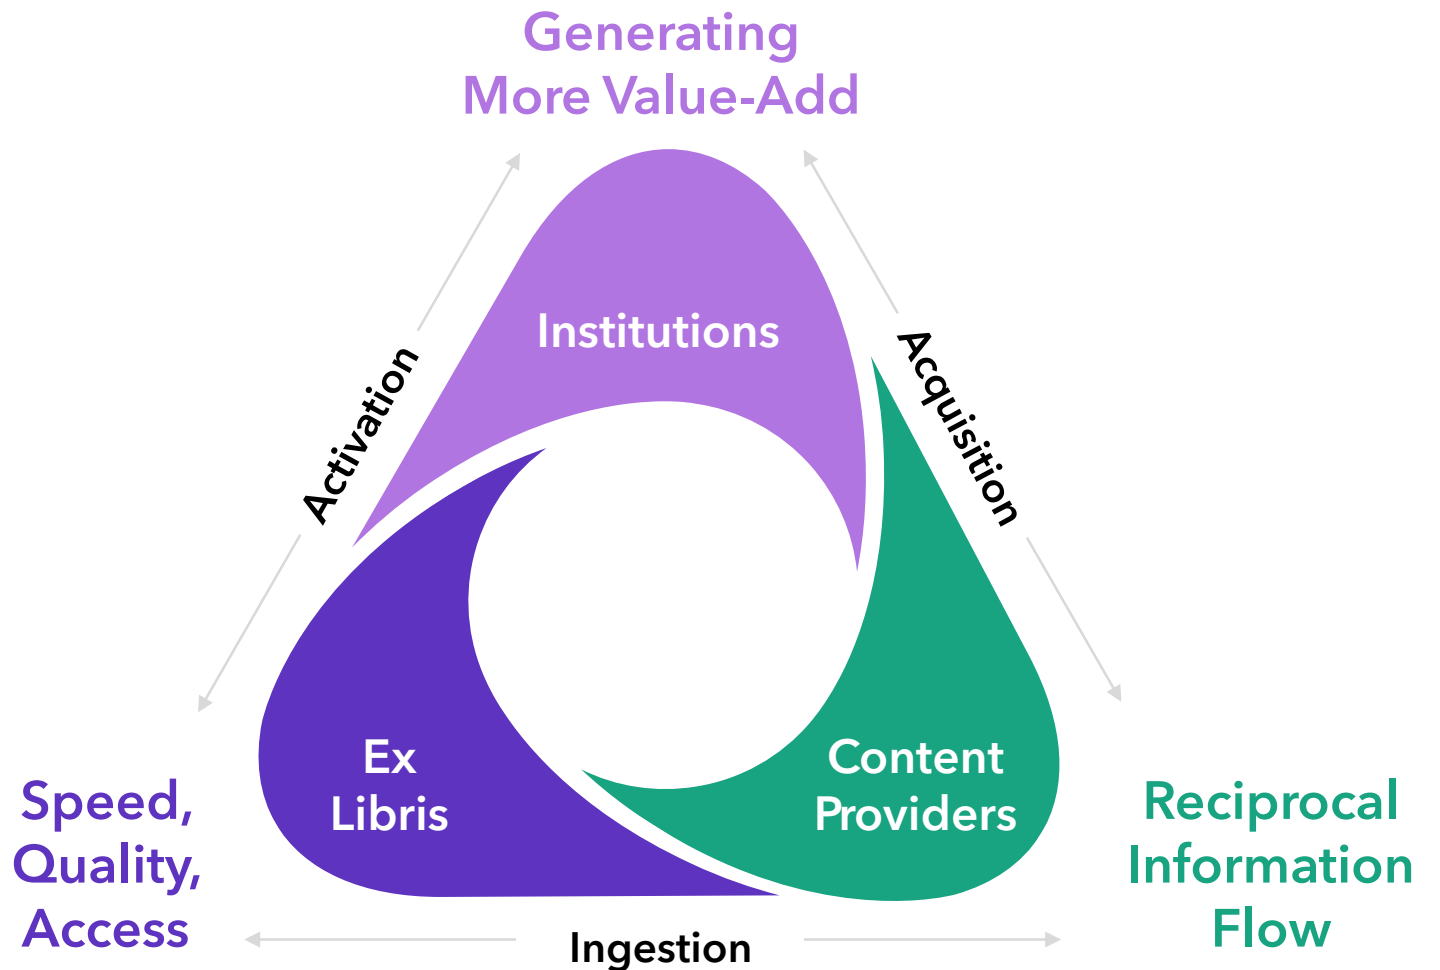 Generating
More Value-Add
Institutions
Activation
Acquisition
Ex
Libris
Content
Providers
Speed,
Quality,
Access
Reciprocal
Information
Flow
Ingestion